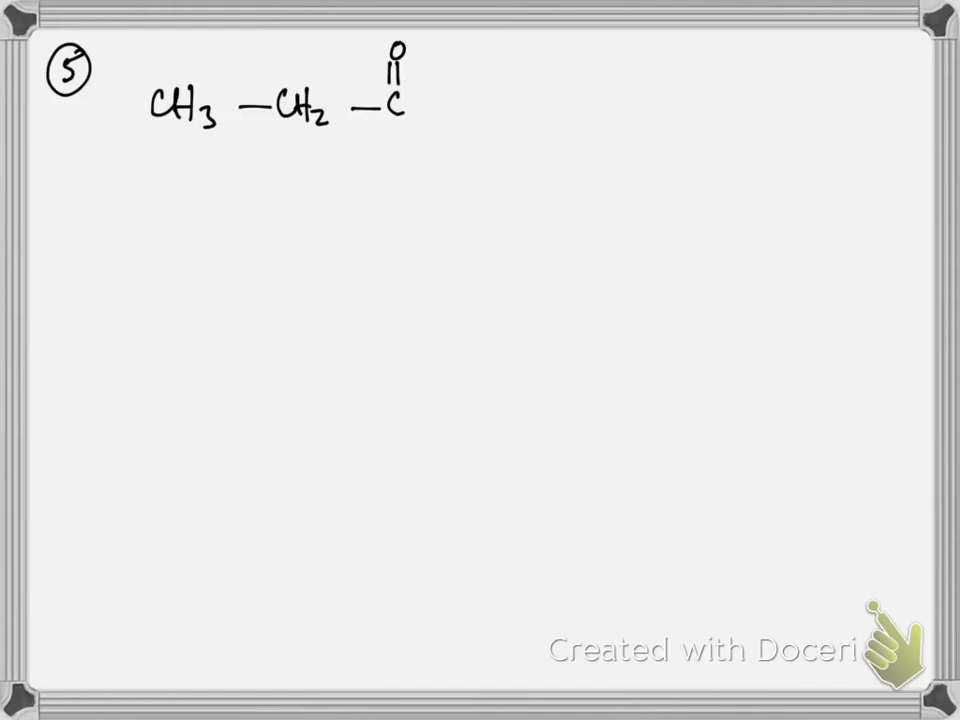 ⑤
O
||
CH3 — CH2 — C
Created with Doceri